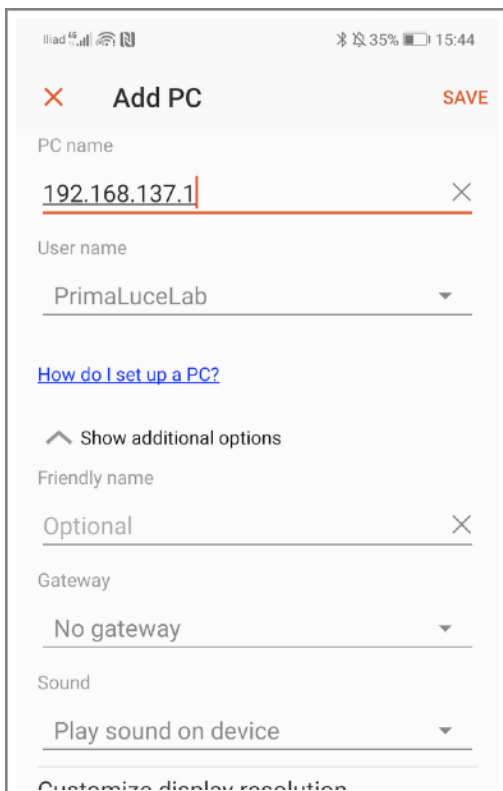 Iliad 4G 35% 15:44
Add PC SAVE
PC name
192.168.137.1
User name
PrimaLuceLab
How do I set up a PC?
Show additional options
Friendly name
Optional
Gateway
No gateway
Sound
Play sound on device
Customize display resolution